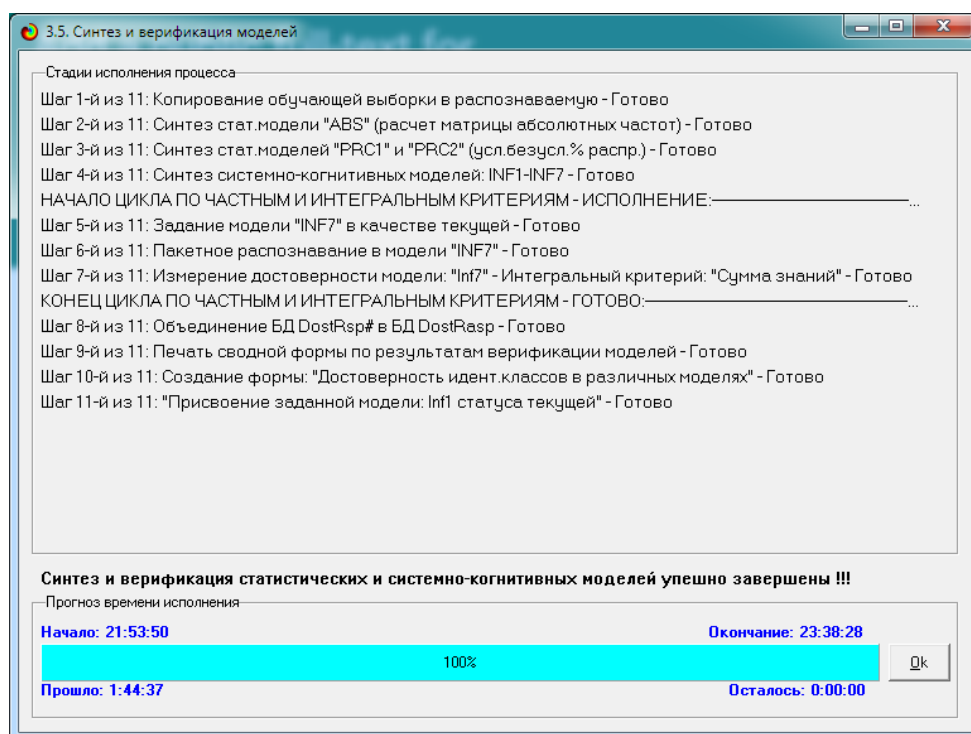 3.5. Синтез и верификация моделей
Стадии исполнения процесса
Шаг 1-й из 11: Копирование обучающей выборки в распознаваемую - Готово
Шаг 2-й из 11: Синтез стат.модели "ABS" (расчет матрицы абсолютных частот) - Готово
Шаг 3-й из 11: Синтез стат.моделей "PRC1" и "PRC2" (усл.безусл.% распр.) - Готово
Шаг 4-й из 11: Синтез системно-когнитивных моделей: INF1-INF7 - Готово
НАЧАЛО ЦИКЛА ПО ЧАСТНЫМ И ИНТЕГРАЛЬНЫМ КРИТЕРИЯМ - ИСПОЛНЕНИЕ:————————...
Шаг 5-й из 11: Задание модели "INF7" в качестве текущей - Готово
Шаг 6-й из 11: Пакетное распознавание в модели "INF7" - Готово
Шаг 7-й из 11: Измерение достоверности модели: "Inf7" - Интегральный критерий: "Сумма знаний" - Готово
КОНЕЦ ЦИКЛА ПО ЧАСТНЫМ И ИНТЕГРАЛЬНЫМ КРИТЕРИЯМ - ГОТОВО:————————...
Шаг 8-й из 11: Объединение БД DostRsp# в БД DostRasp - Готово
Шаг 9-й из 11: Печать сводной формы по результатам верификации моделей - Готово
Шаг 10-й из 11: Создание формы: "Достоверность идент.классов в различных моделях" - Готово
Шаг 11-й из 11: "Присвоение заданной модели: Inf1 статуса текущей" - Готово
Синтез и верификация статистических и системно-когнитивных моделей упешно завершены !!!
Прогноз времени исполнения
Начало: 21:53:50 Окончание: 23:38:28
100% Ok
Прошло: 1:44:37 Осталось: 0:00:00